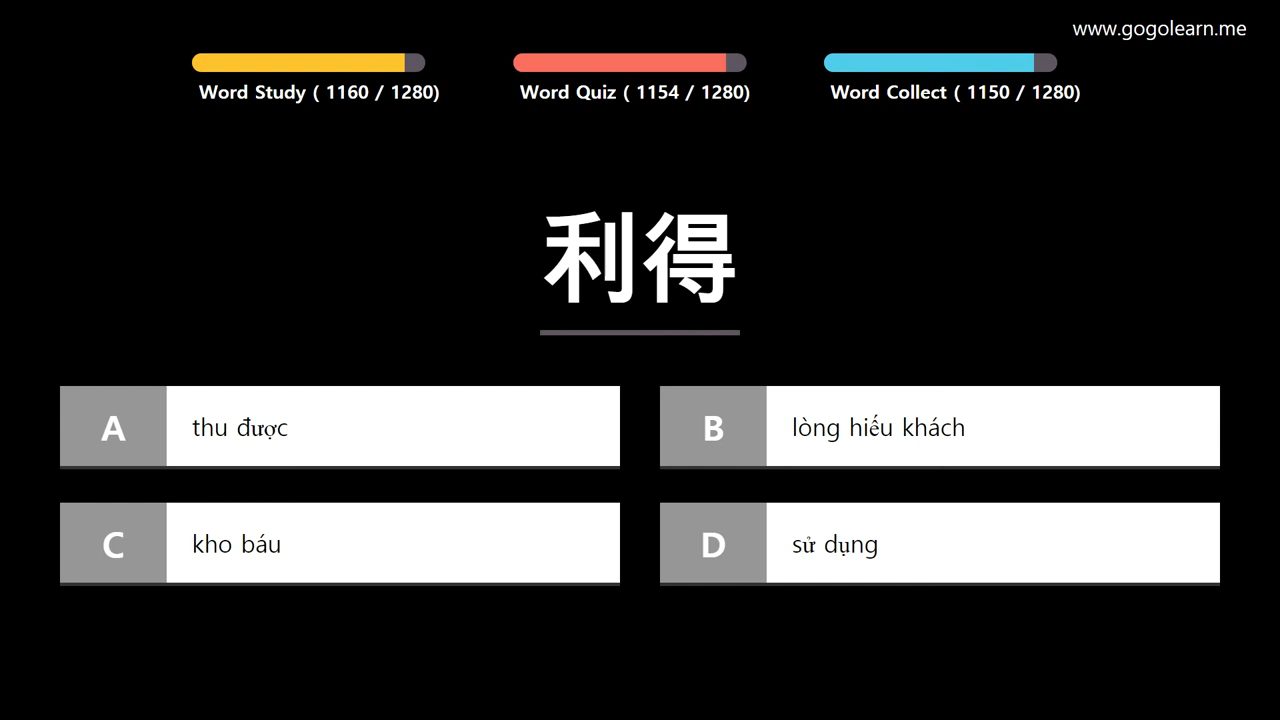 www.gogolearn.me
Word Study ( 1160 / 1280)
Word Quiz ( 1154 / 1280)
Word Collect ( 1150 / 1280)
利得
A thu được
B lòng hiếu khách
C kho báu
D sử dụng